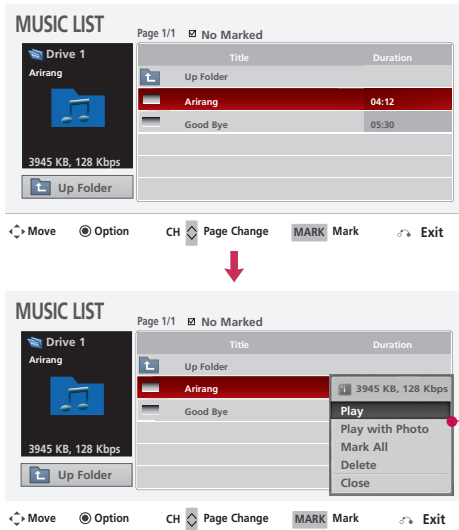 MUSIC LIST
Page 1/1 No Marked
Drive 1
Arirang
3945 KB, 128 Kbps
Up Folder
Title Duration
Up Folder
Arirang 04:12
Good Bye 05:30
Move Option CH Page Change MARK Mark Exit
MUSIC LIST
Page 1/1 No Marked
Drive 1
Arirang
3945 KB, 128 Kbps
Up Folder
Title Duration
Up Folder
Arirang
Good Bye
3945 KB, 128 Kbps
Play
Play with Photo
Mark All
Delete
Close
Move Option CH Page Change MARK Mark Exit